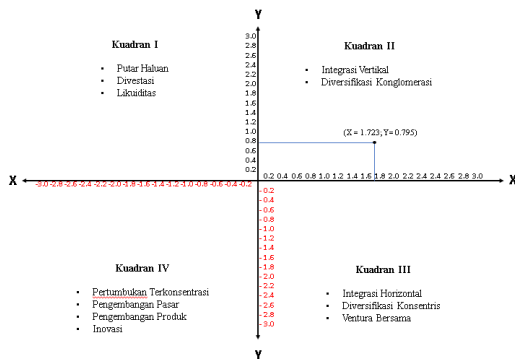 Y
Kuadran I
Putar Haluan
Divestasi
Likuiditas
Kuadran II
Integrasi Vertikal
Diversifikasi Konglomerasi
3.0
2.8
2.6
2.4
2.2
2.0
1.8
1.6
1.4
1.2
1.0
0.8
0.6
0.4
0.2
(X = 1.723; Y= 0.795)
X
-3.0 -2.8 -2.6 -2.4 -2.2 -2.0 -1.8 -1.6 -1.4 -1.2 -1.0 -0.8 -0.6 -0.4 -0.2
0.2 0.4 0.6 0.8 1.0 1.2 1.4 1.6 1.8 2.0 2.2 2.4 2.6 2.8 3.0
X
- 0.2
- 0.4
- 0.6
- 0.8
- 1.0
- 1.2
- 1.4
- 1.6
- 1.8
- 2.0
- 2.2
- 2.4
- 2.6
- 2.8
- 3.0
Kuadran IV
Pertumbukan Terkonsentrasi
Pengembangan Pasar
Pengembangan Produk
Inovasi
Kuadran III
Integrasi Horizontal
Diversifikasi Konsentris
Ventura Bersama
Y